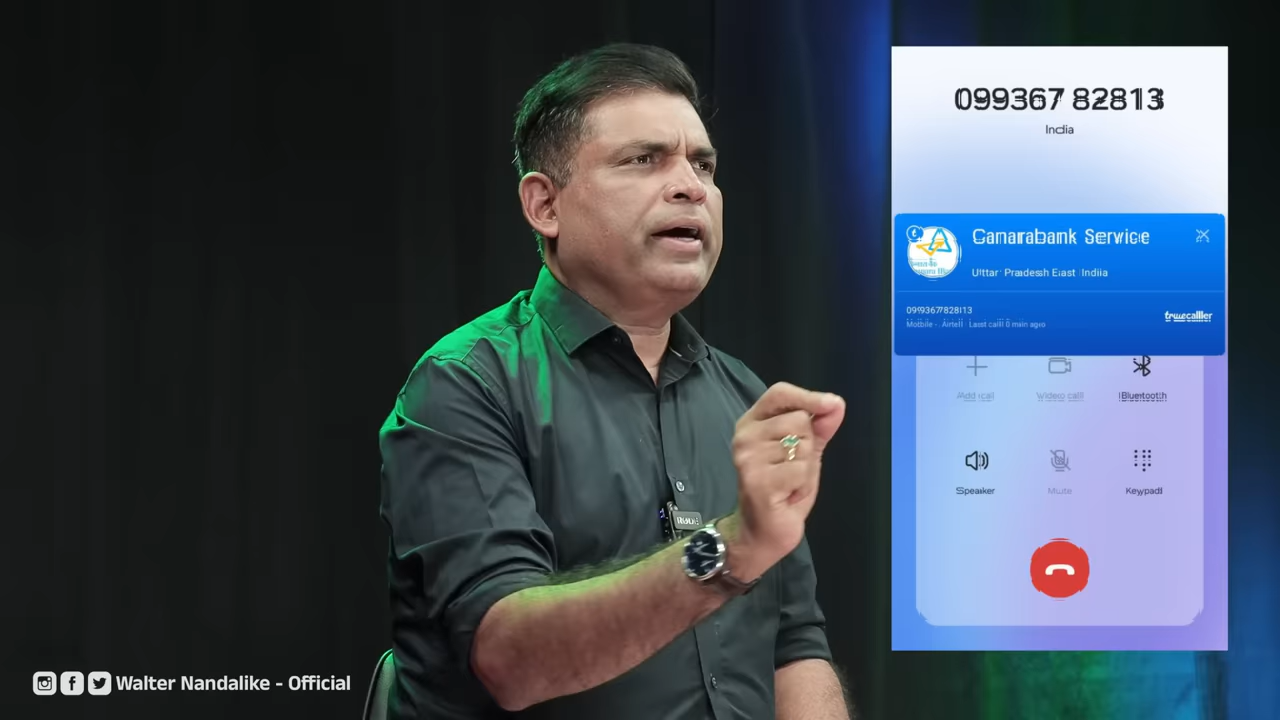 099367 82813
India
Canarabank Service
Uttar Pradesh East India
099367828113
Mobile - Airtel Last call 0 min ago
truecaller
Add call
Video call
Bluetooth
Speaker
Mute
Keypad
RØDE
Walter Nandalike - Official